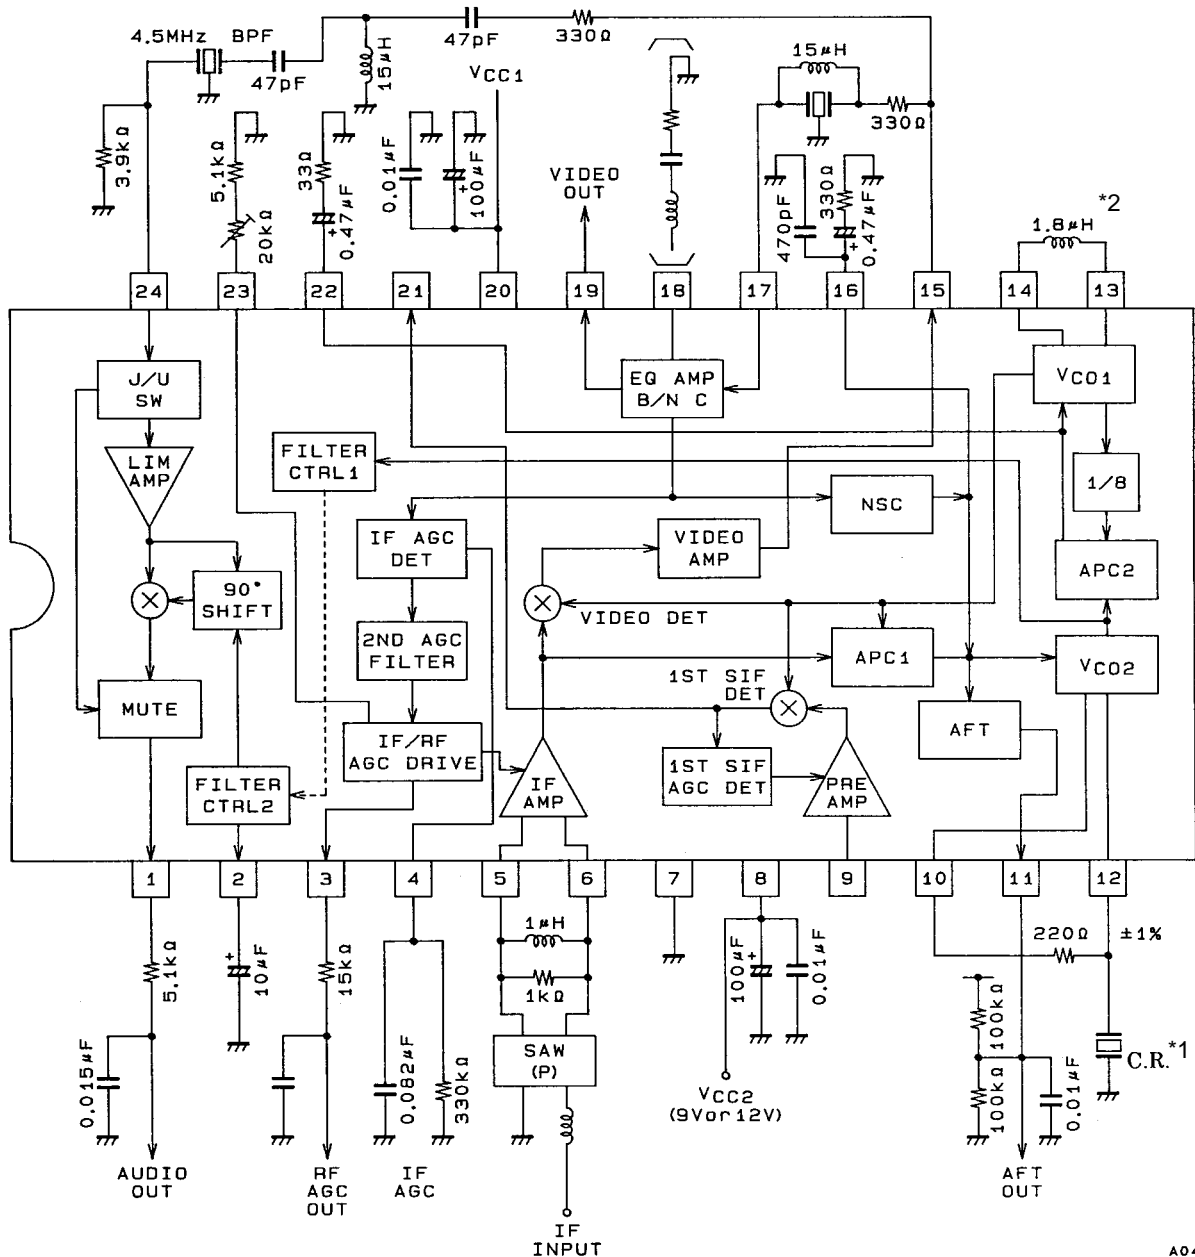 4.5MHz BPF
47pF
15µH
47pF
330Ω
VCC1
15µH
330Ω
3.9kΩ
5.1kΩ
20kΩ
33Ω
0.47µF
0.01µF
100µF
VIDEO
OUT
470pF
330Ω
0.47µF
1.8µH
*2
24
23
22
21
20
19
18
17
16
15
14
13
J/U
SW
LIM
AMP
FILTER
CTRL1
EQ AMP
B/N C
VCO1
1/8
NSC
IF AGC
DET
VIDEO
AMP
APC2
90°
SHIFT
VIDEO DET
2ND AGC
FILTER
APC1
VCO2
1ST SIF
DET
MUTE
IF/RF
AGC DRIVE
AFT
FILTER
CTRL2
IF
AMP
1ST SIF
AGC DET
PRE
AMP
1
2
3
4
5
6
7
8
9
10
11
12
5.1kΩ
10µF
15kΩ
1µH
1kΩ
100µF
0.01µF
220Ω
±1%
0.015µF
0.082µF
330kΩ
SAW
(P)
VCC2
(9Vor12V)
100kΩ
100kΩ
0.01µF
C.R.*1
AUDIO
OUT
RF
AGC
OUT
IF
AGC
AFT
OUT
IF
INPUT
A04